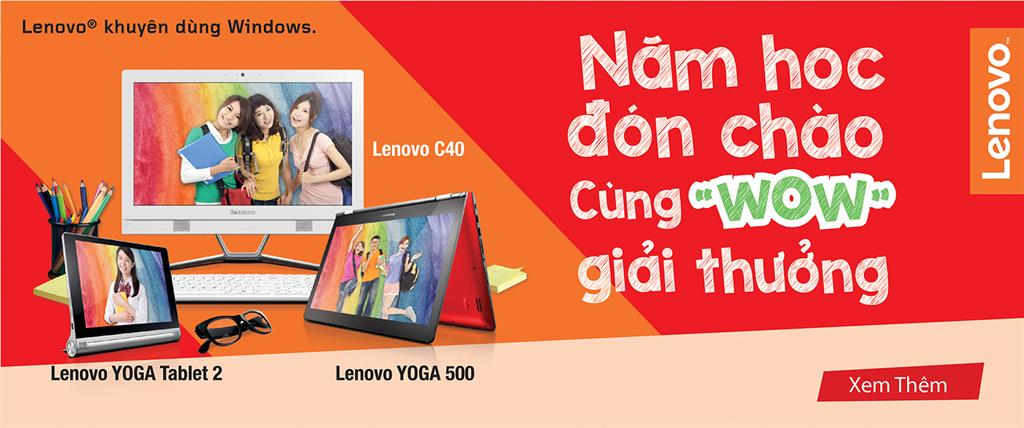 Lenovo® khuyên dùng Windows.
Lenovo C40
lenovo
Lenovo YOGA Tablet 2
Lenovo YOGA 500
Năm học
đón chào
Cùng "WOW"
giải thưởng
Lenovo™
Xem Thêm